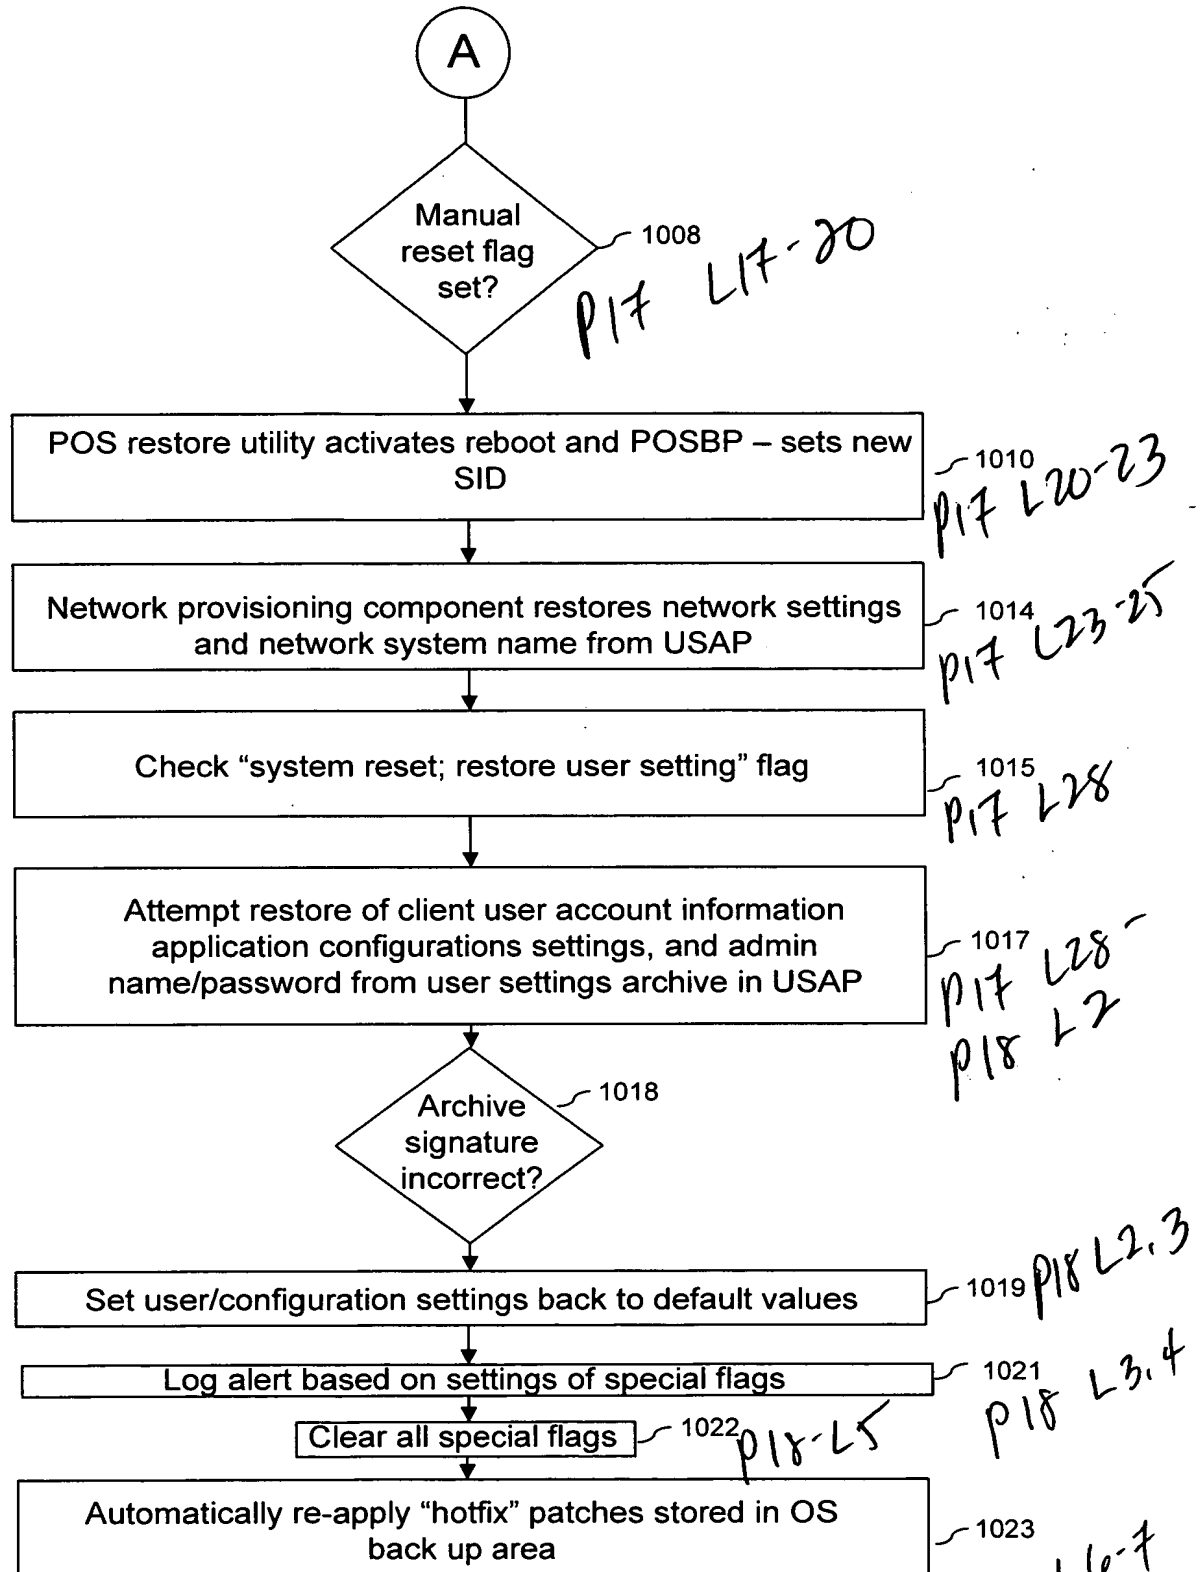 A
Manual
reset flag
set?
1008
p17 L17-20
POS restore utility activates reboot and POSBP – sets new
SID
1010
p17 L20-23
Network provisioning component restores network settings
and network system name from USAP
1014
p17 L23-25
Check “system reset; restore user setting” flag
1015
p17 L28
Attempt restore of client user account information
application configurations settings, and admin
name/password from user settings archive in USAP
1017
p17 L28-
p18 L2
Archive
signature
incorrect?
1018
Set user/configuration settings back to default values
1019
p18 L2,3
Log alert based on settings of special flags
1021
p18 L3,4
Clear all special flags
1022
p18-L5
Automatically re-apply “hotfix” patches stored in OS
back up area
1023
L6-7